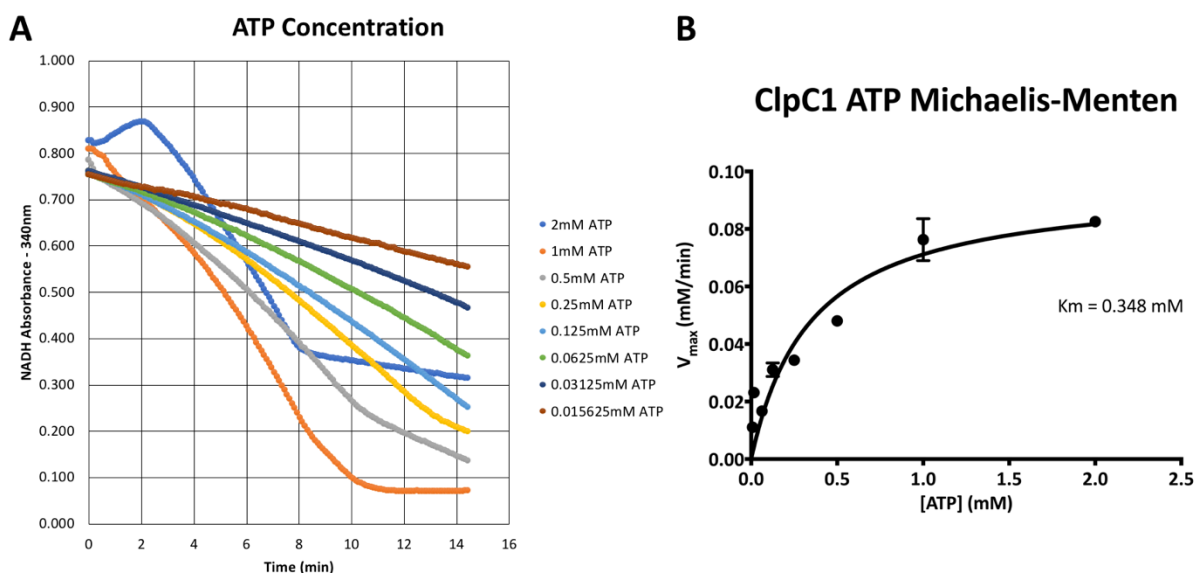 A
ATP Concentration
NADH Absorbance - 340nm
1.000
0.900
0.800
0.700
0.600
0.500
0.400
0.300
0.200
0.100
0.000
0 2 4 6 8 10 12 14 16
Time (min)
2mM ATP
1mM ATP
0.5mM ATP
0.25mM ATP
0.125mM ATP
0.0625mM ATP
0.03125mM ATP
0.015625mM ATP
B
ClpC1 ATP Michaelis-Menten
Vmax (mM/min)
0.10
0.08
0.06
0.04
0.02
0.00
Km = 0.348 mM
0.0 0.5 1.0 1.5 2.0 2.5
[ATP] (mM)